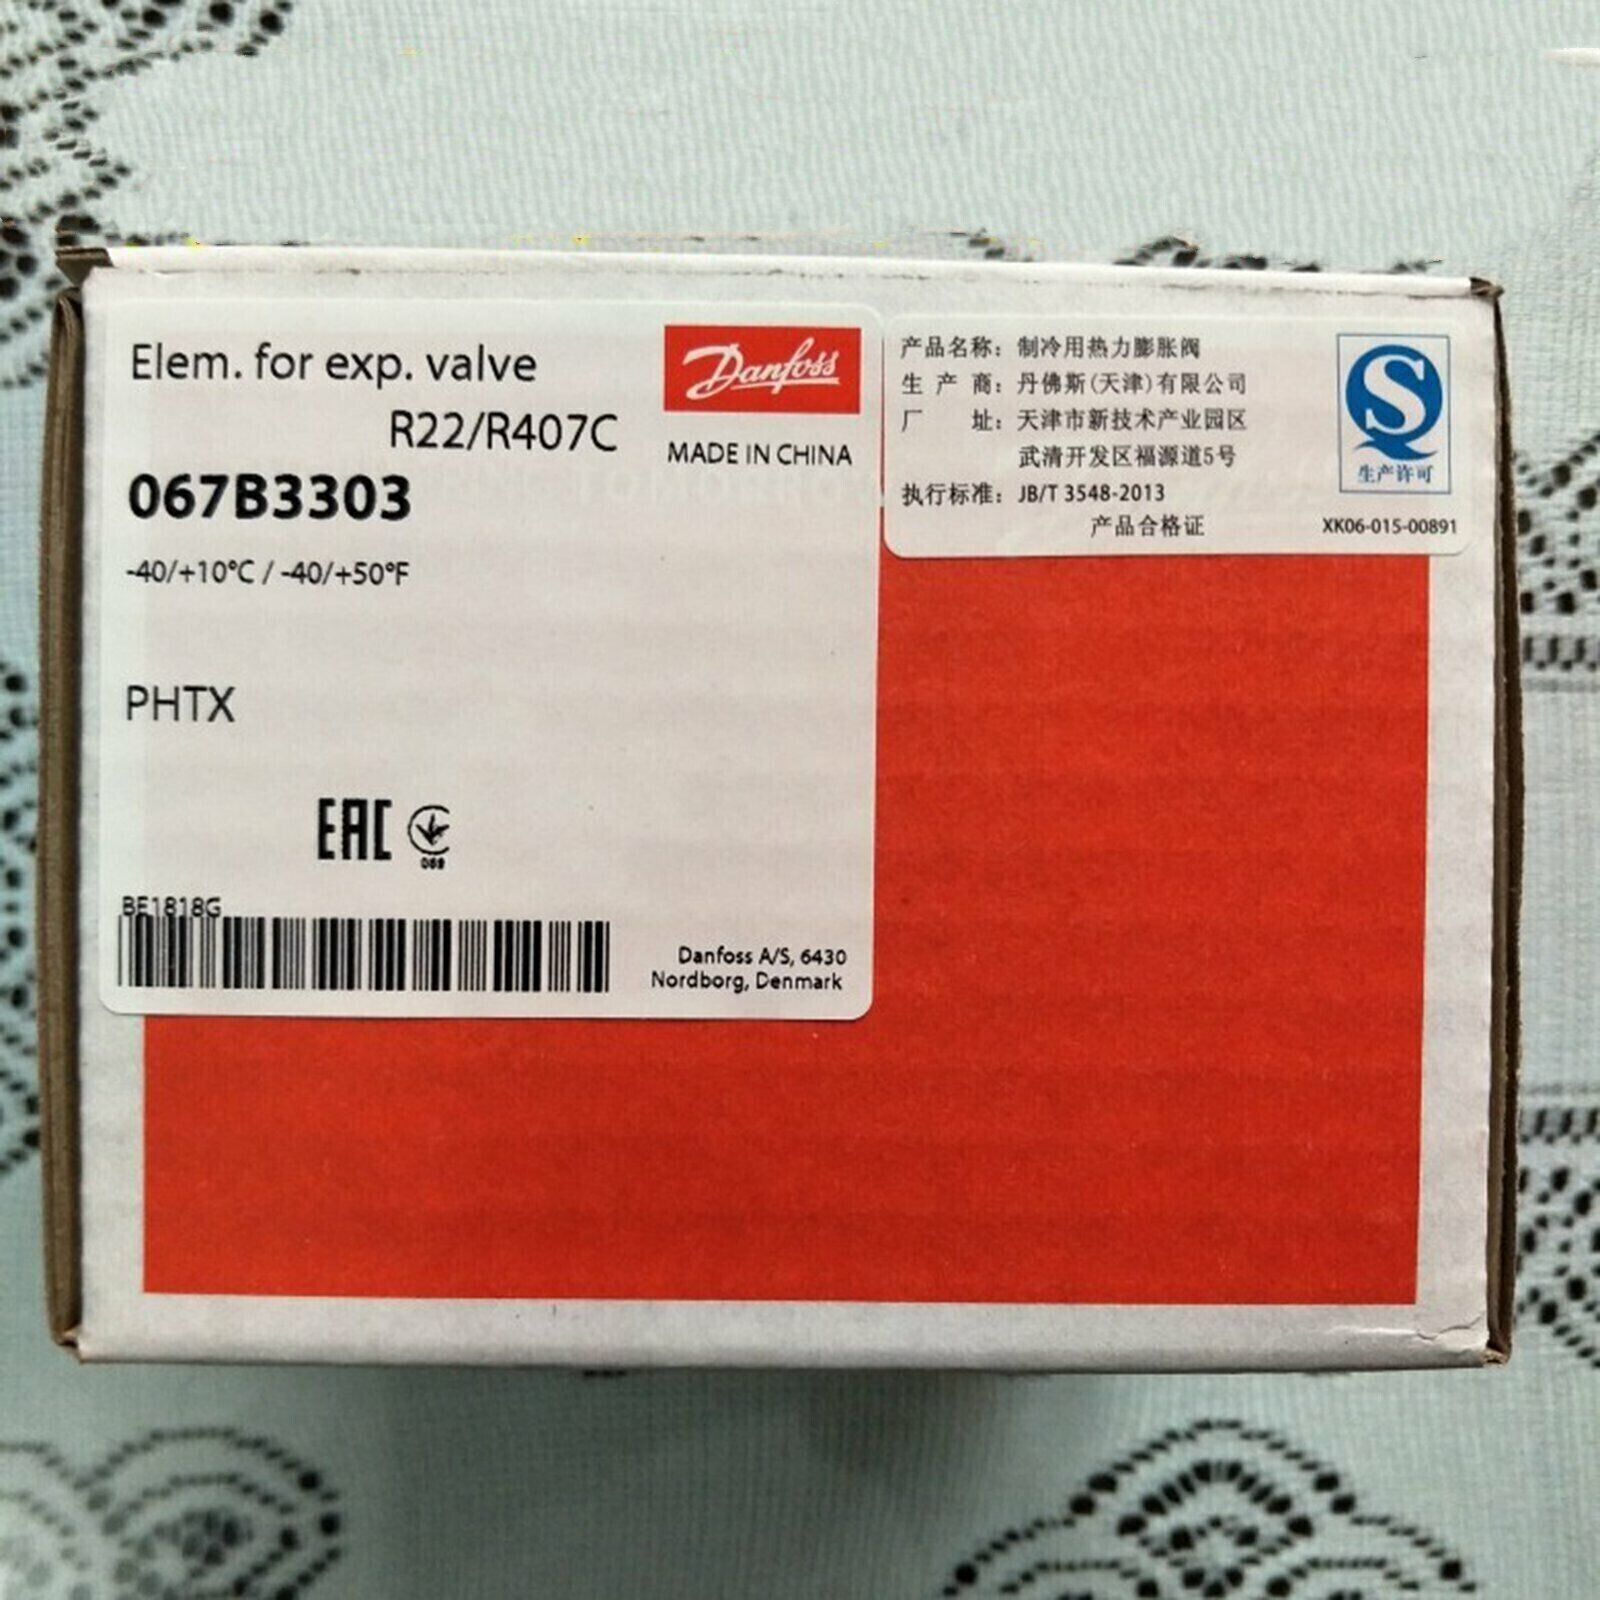 Elem. for exp. valve
R22/R407C
067B3303
-40/+10°C / -40/+50°F
PHTX
Danfoss
MADE IN CHINA
EAC
089
BE1818G
Danfoss A/S, 6430
Nordborg, Denmark
产品名称：制冷用热力膨胀阀
生 产 商：丹佛斯(天津)有限公司
厂 址：天津市新技术产业园区
武清开发区福源道5号
执行标准：JB/T 3548-2013
产品合格证
QS
生产许可
XK06-015-00891